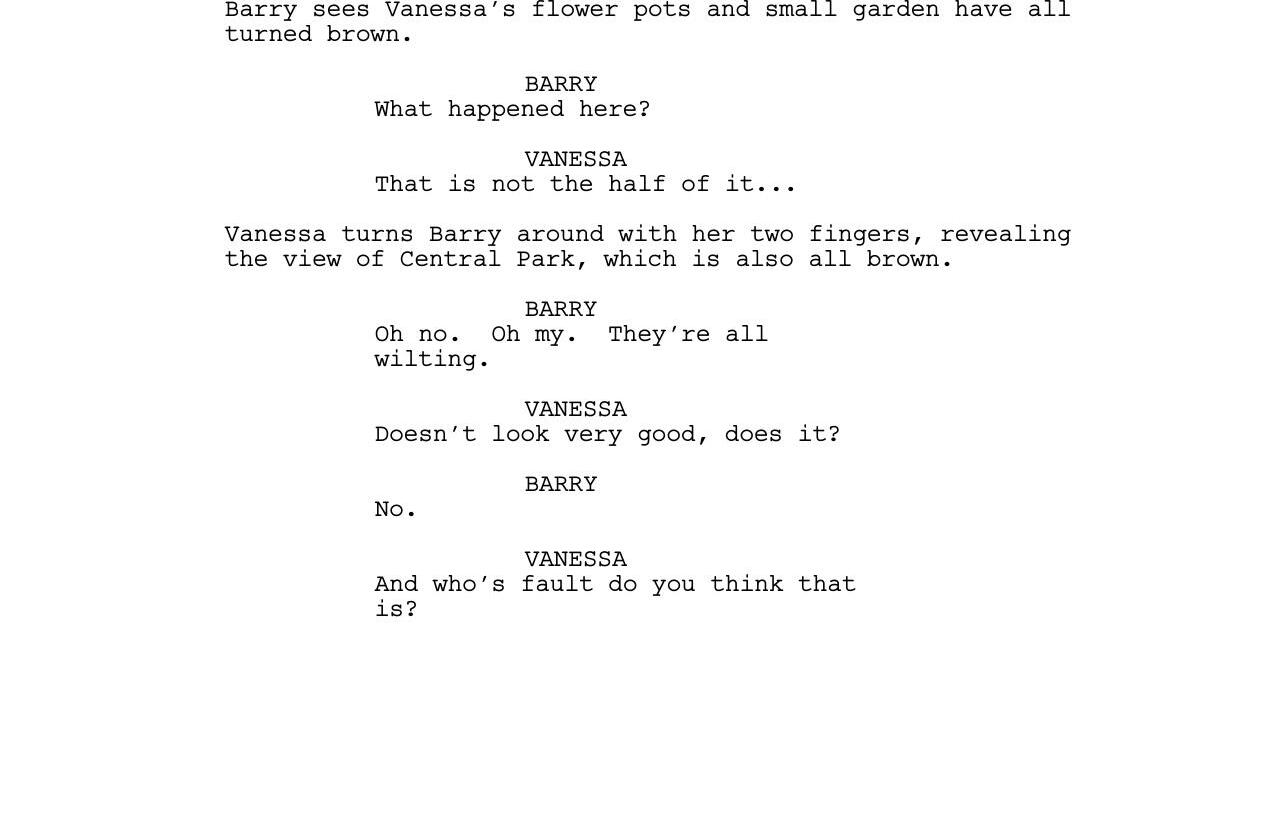 Barry sees Vanessa's flower pots and small garden have all
turned brown.
BARRY
What happened here?
VANESSA
That is not the half of it...
Vanessa turns Barry around with her two fingers, revealing
the view of Central Park, which is also all brown.
BARRY
Oh no.  Oh my.  They're all
wilting.
VANESSA
Doesn't look very good, does it?
BARRY
No.
VANESSA
And who's fault do you think that
is?